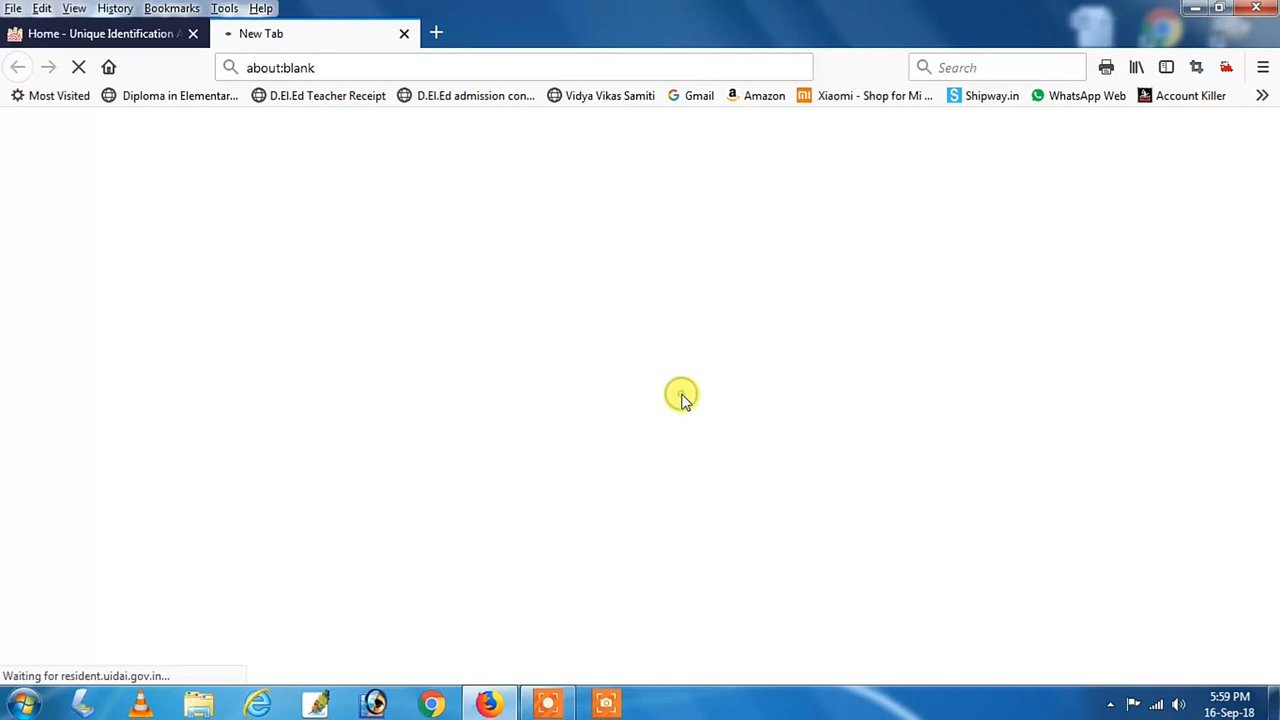 File Edit View History Bookmarks Tools Help
Home - Unique Identification A
New Tab
about:blank
Search
Most Visited Diploma in Elementar... D.El.Ed Teacher Receipt D.El.Ed admission con... Vidya Vikas Samiti Gmail Amazon Xiaomi - Shop for Mi ... Shipway.in WhatsApp Web Account Killer
Waiting for resident.uidai.gov.in...
5:59 PM
16-Sep-18